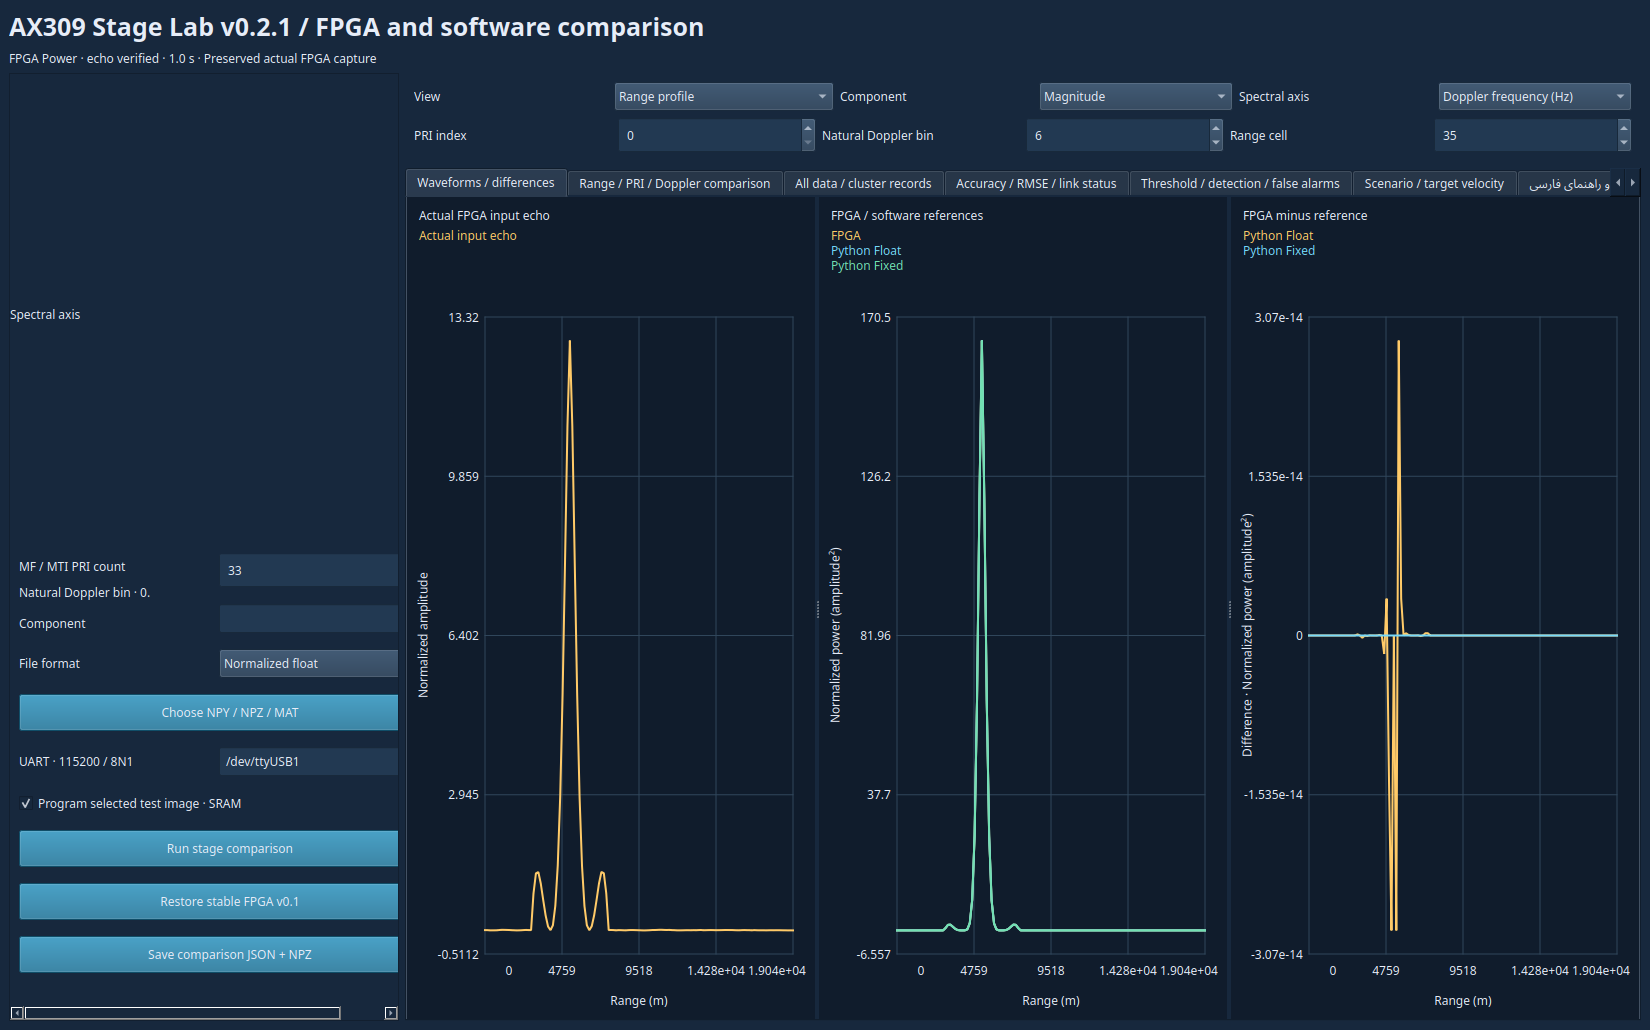 AX309 Stage Lab v0.2.1 / FPGA and software comparison
FPGA Power · echo verified · 1.0 s · Preserved actual FPGA capture
View Range profile Component Magnitude Spectral axis Doppler frequency (Hz)
PRI index 0 Natural Doppler bin 6 Range cell 35
Waveforms / differences Range / PRI / Doppler comparison All data / cluster records Accuracy / RMSE / link status Threshold / detection / false alarms Scenario / target velocity و راهنمای فارسی
Spectral axis
MF / MTI PRI count 33
Natural Doppler bin · 0.
Component
File format Normalized float
Choose NPY / NPZ / MAT
UART · 115200 / 8N1 /dev/ttyUSB1
✓ Program selected test image · SRAM
Run stage comparison
Restore stable FPGA v0.1
Save comparison JSON + NPZ
Actual FPGA input echo
Actual input echo
13.32
9.859
6.402
2.945
-0.5112
Normalized amplitude
0 4759 9518 1.428e+04 1.904e+04
Range (m)
FPGA / software references
FPGA
Python Float
Python Fixed
170.5
126.2
81.96
37.7
-6.557
Normalized power (amplitude²)
0 4759 9518 1.428e+04 1.904e+04
Range (m)
FPGA minus reference
Python Float
Python Fixed
3.07e-14
1.535e-14
0
-1.535e-14
-3.07e-14
Difference · Normalized power (amplitude²)
0 4759 9518 1.428e+04 1.904e+04
Range (m)